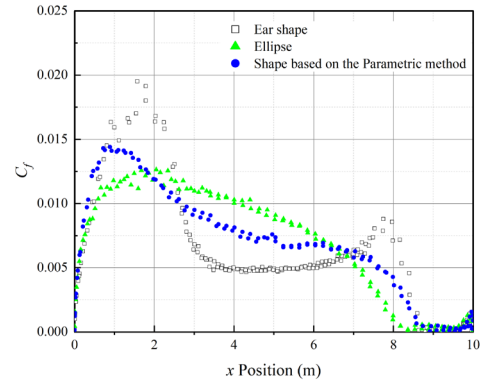 0.025
Ear shape
Ellipse
Shape based on the Parametric method
0.020
0.015
C_f
0.010
0.005
0.000
0 2 4 6 8 10
x Position (m)